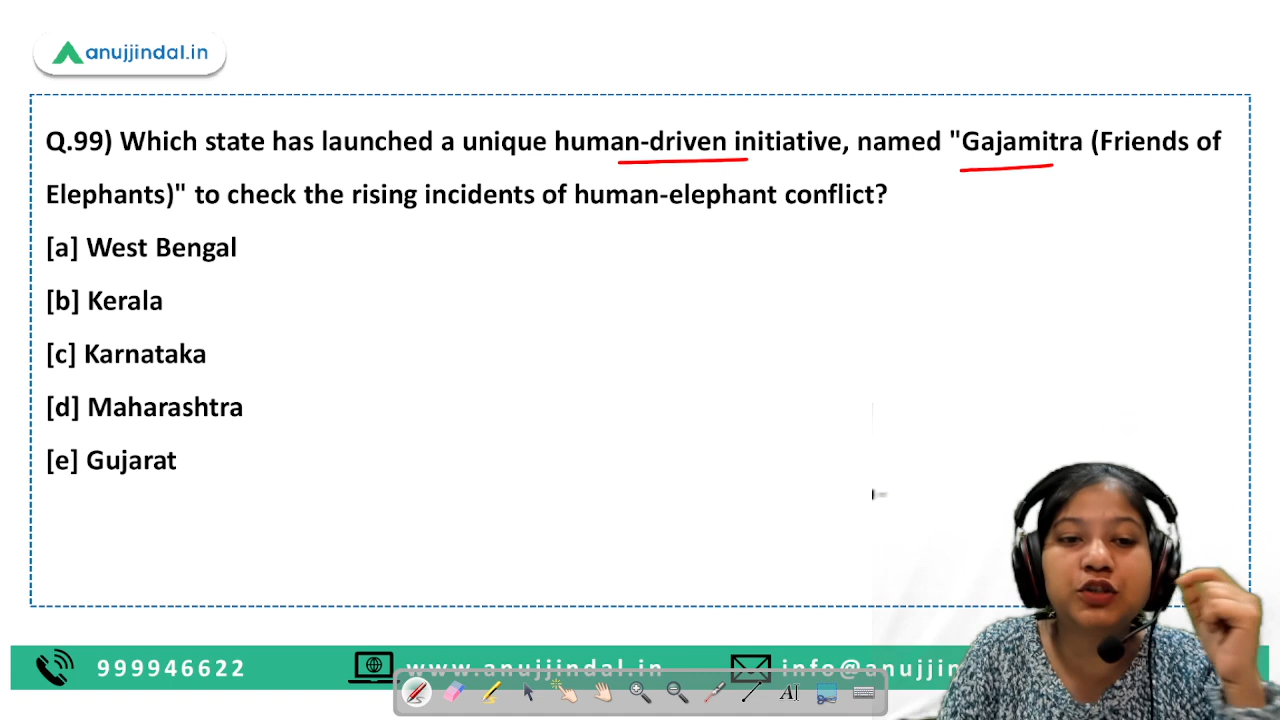 anujjindal.in
Q.99) Which state has launched a unique human-driven initiative, named "Gajamitra (Friends of
Elephants)" to check the rising incidents of human-elephant conflict?
[a] West Bengal
[b] Kerala
[c] Karnataka
[d] Maharashtra
[e] Gujarat
999946622
www.anujjindal.in
info@anujjin
AI